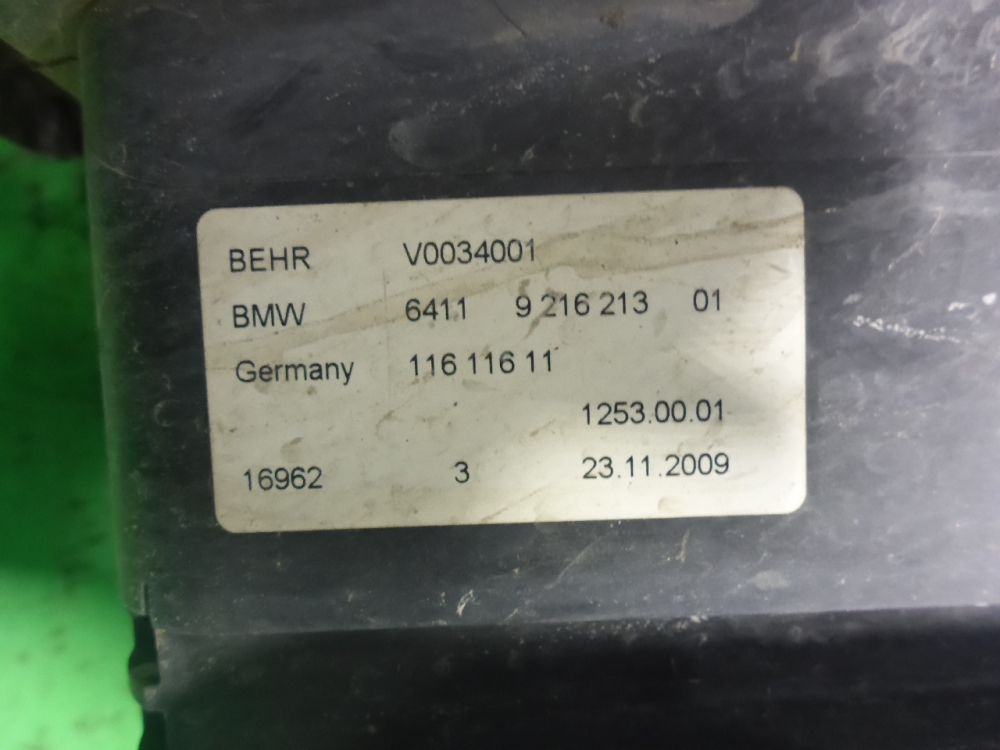 BEHR V0034001
BMW 6411 9 216 213 01
Germany 116 116 11
1253.00.01
16962 3 23.11.2009